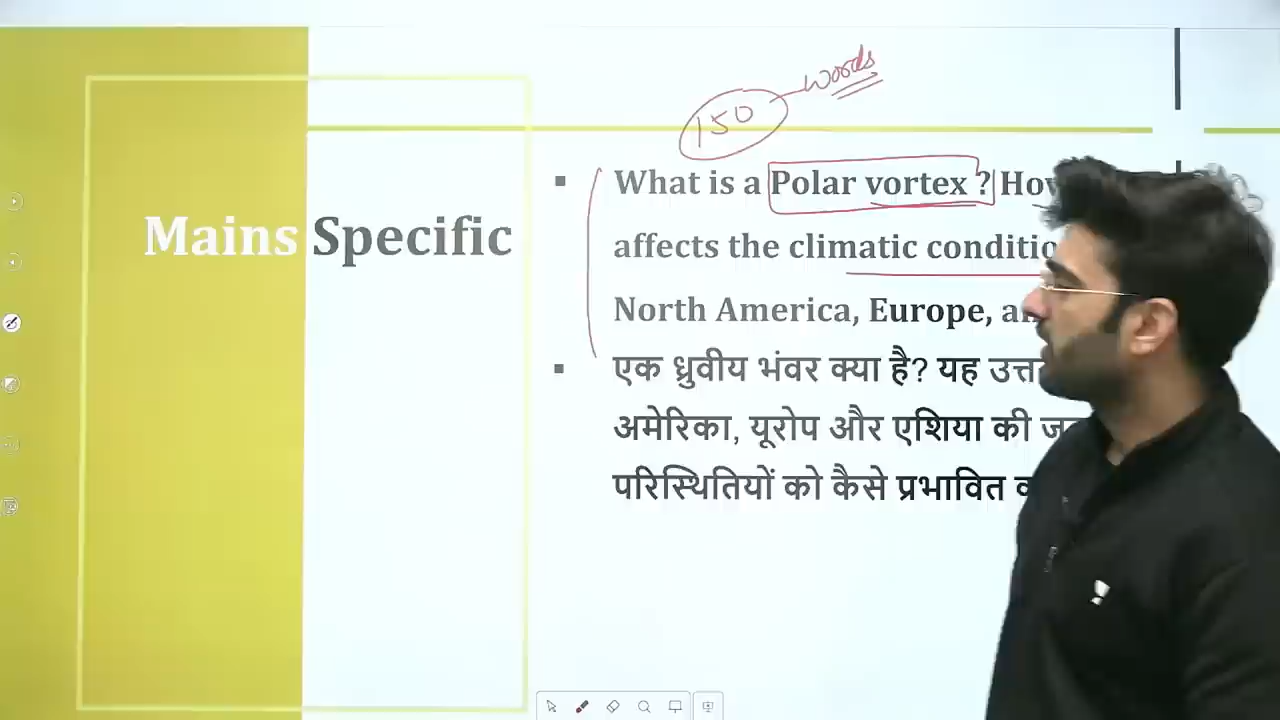 150 words
Mains Specific
What is a Polar vortex ? How
affects the climatic conditio
North America, Europe, a
एक ध्रुवीय भंवर क्या है? यह उत्त
अमेरिका, यूरोप और एशिया की ज
परिस्थितियों को कैसे प्रभावित